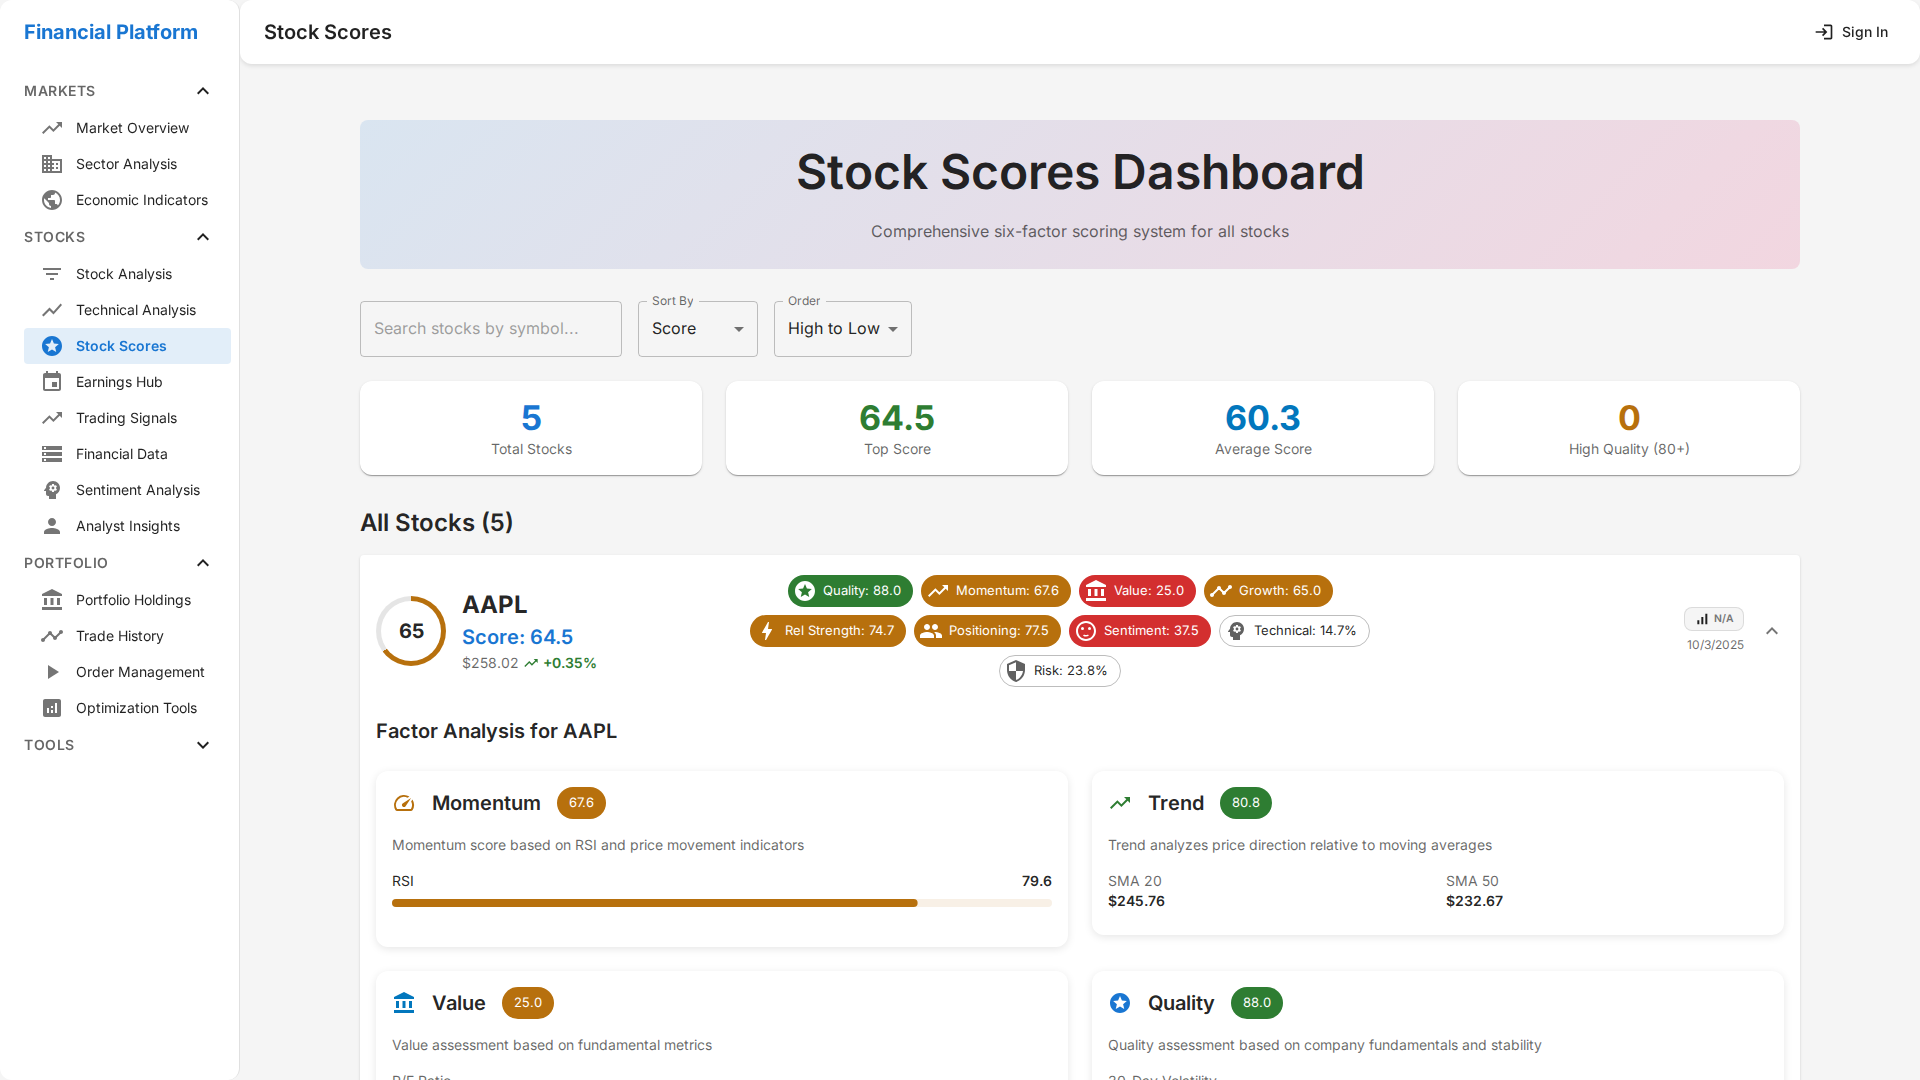 Financial Platform
MARKETS
Market Overview
Sector Analysis
Economic Indicators
STOCKS
Stock Analysis
Technical Analysis
Stock Scores
Earnings Hub
Trading Signals
Financial Data
Sentiment Analysis
Analyst Insights
PORTFOLIO
Portfolio Holdings
Trade History
Order Management
Optimization Tools
TOOLS
Stock Scores
Sign In
Stock Scores Dashboard
Comprehensive six-factor scoring system for all stocks
Search stocks by symbol...
Sort By
Score
Order
High to Low
5
Total Stocks
64.5
Top Score
60.3
Average Score
0
High Quality (80+)
All Stocks (5)
65
AAPL
Score: 64.5
$258.02 +0.35%
Quality: 88.0 Momentum: 67.6 Value: 25.0 Growth: 65.0
Rel Strength: 74.7 Positioning: 77.5 Sentiment: 37.5 Technical: 14.7%
Risk: 23.8%
N/A
10/3/2025
Factor Analysis for AAPL
Momentum 67.6
Momentum score based on RSI and price movement indicators
RSI 79.6
Trend 80.8
Trend analyzes price direction relative to moving averages
SMA 20 SMA 50
$245.76 $232.67
Value 25.0
Value assessment based on fundamental metrics
P/E Ratio
Quality 88.0
Quality assessment based on company fundamentals and stability
30-Day Volatility